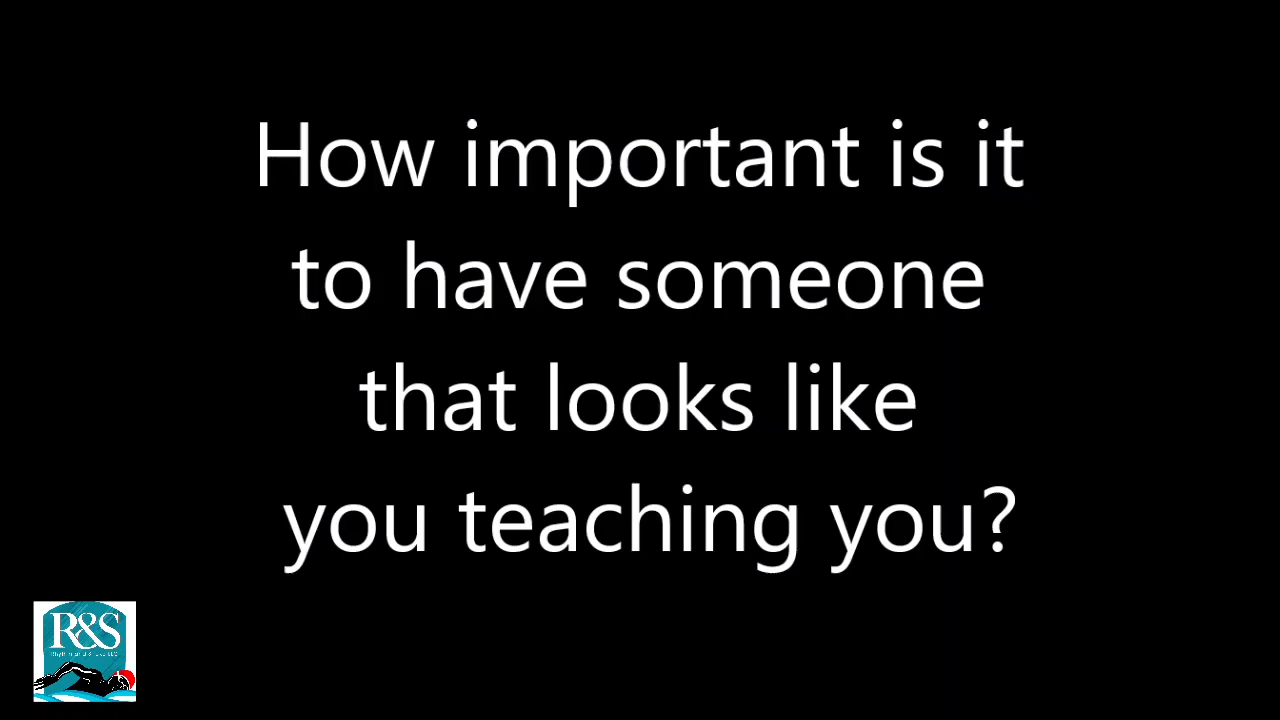 How important is it
to have someone
that looks like
you teaching you?
R&S